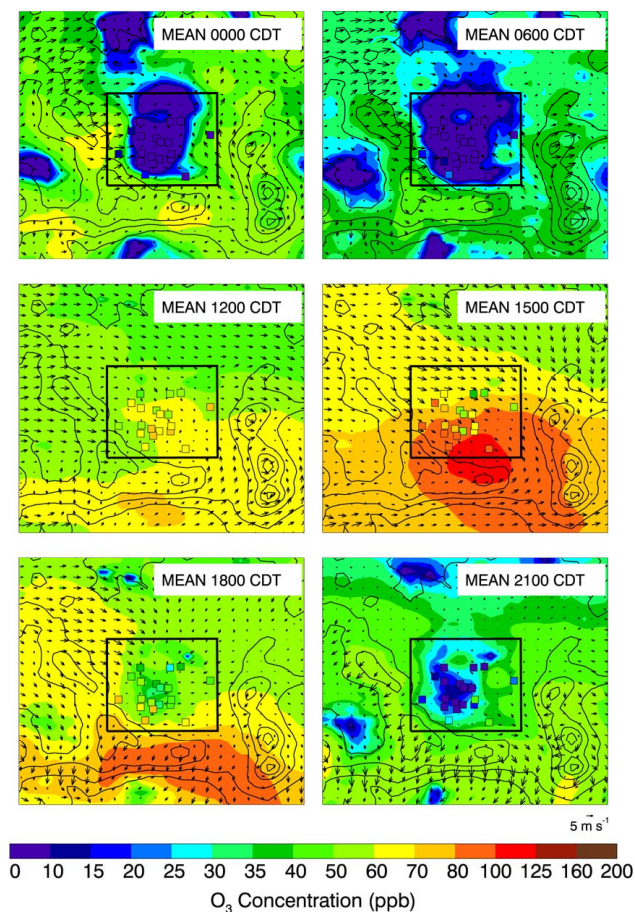 MEAN 0000 CDT
MEAN 0600 CDT
MEAN 1200 CDT
MEAN 1500 CDT
MEAN 1800 CDT
MEAN 2100 CDT
5 m s⁻¹
0 10 15 20 25 30 35 40 50 60 70 80 100 125 160 200
O₃ Concentration (ppb)